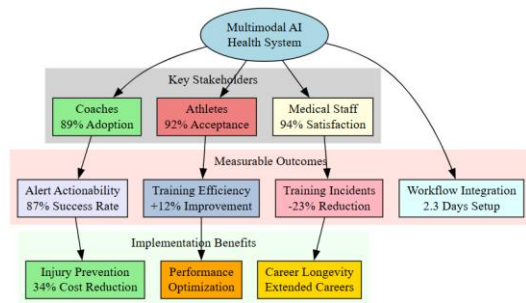 Multimodal AI
Health System
Key Stakeholders
Coaches
89% Adoption
Athletes
92% Acceptance
Medical Staff
94% Satisfaction
Measurable Outcomes
Alert Actionability
87% Success Rate
Training Efficiency
+12% Improvement
Training Incidents
-23% Reduction
Workflow Integration
2.3 Days Setup
Implementation Benefits
Injury Prevention
34% Cost Reduction
Performance
Optimization
Career Longevity
Extended Careers